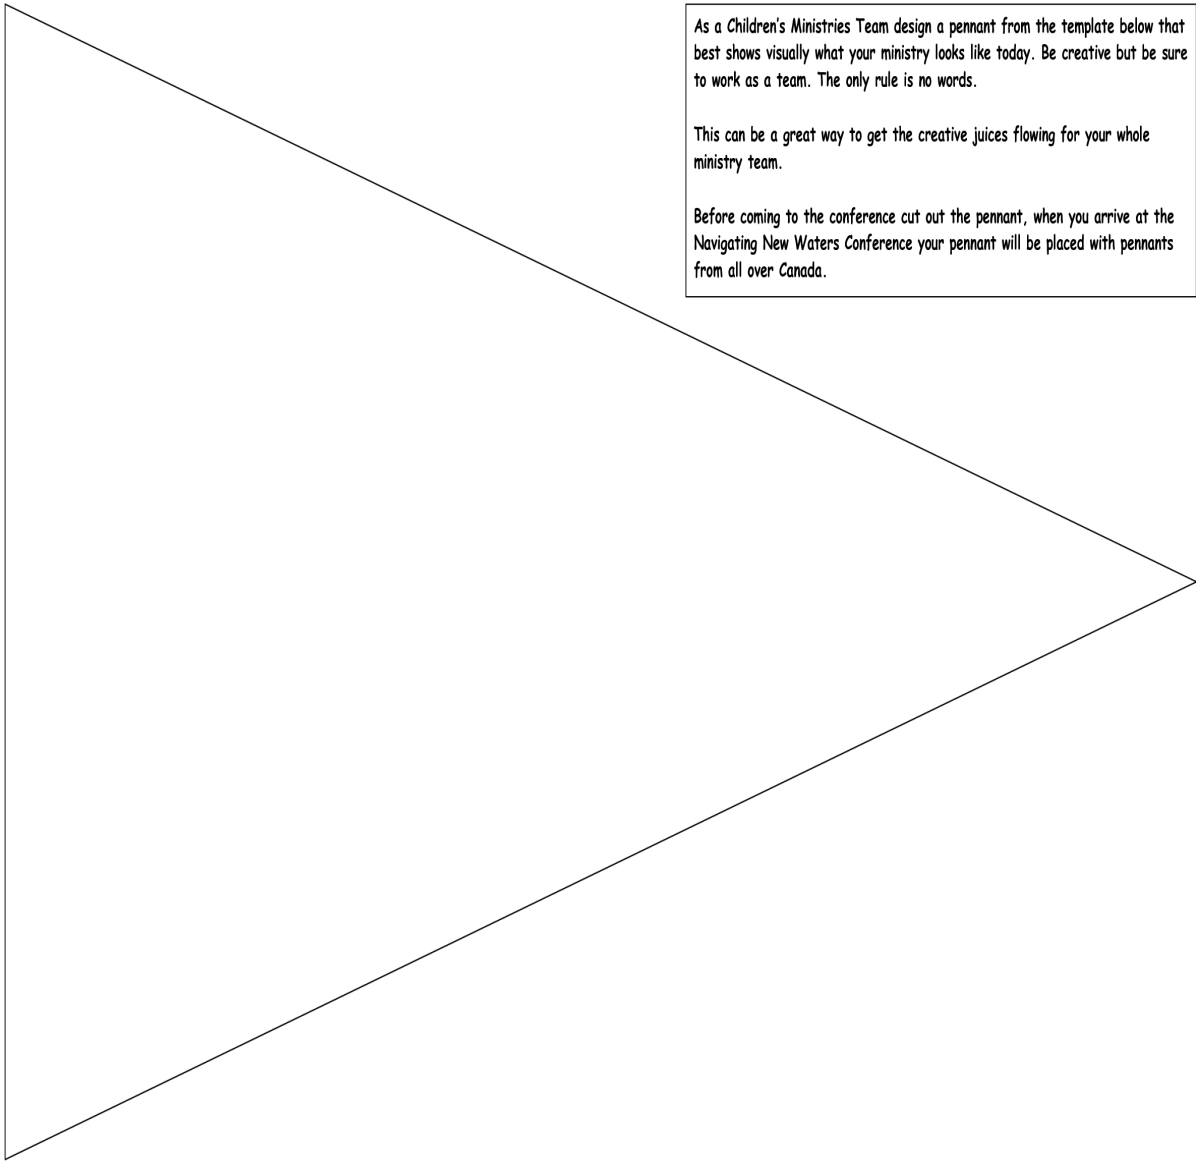 As a Children's Ministries Team design a pennant from the template below that
best shows visually what your ministry looks like today. Be creative but be sure
to work as a team. The only rule is no words.
This can be a great way to get the creative juices flowing for your whole
ministry team.
Before coming to the conference cut out the pennant, when you arrive at the
Navigating New Waters Conference your pennant will be placed with pennants
from all over Canada.